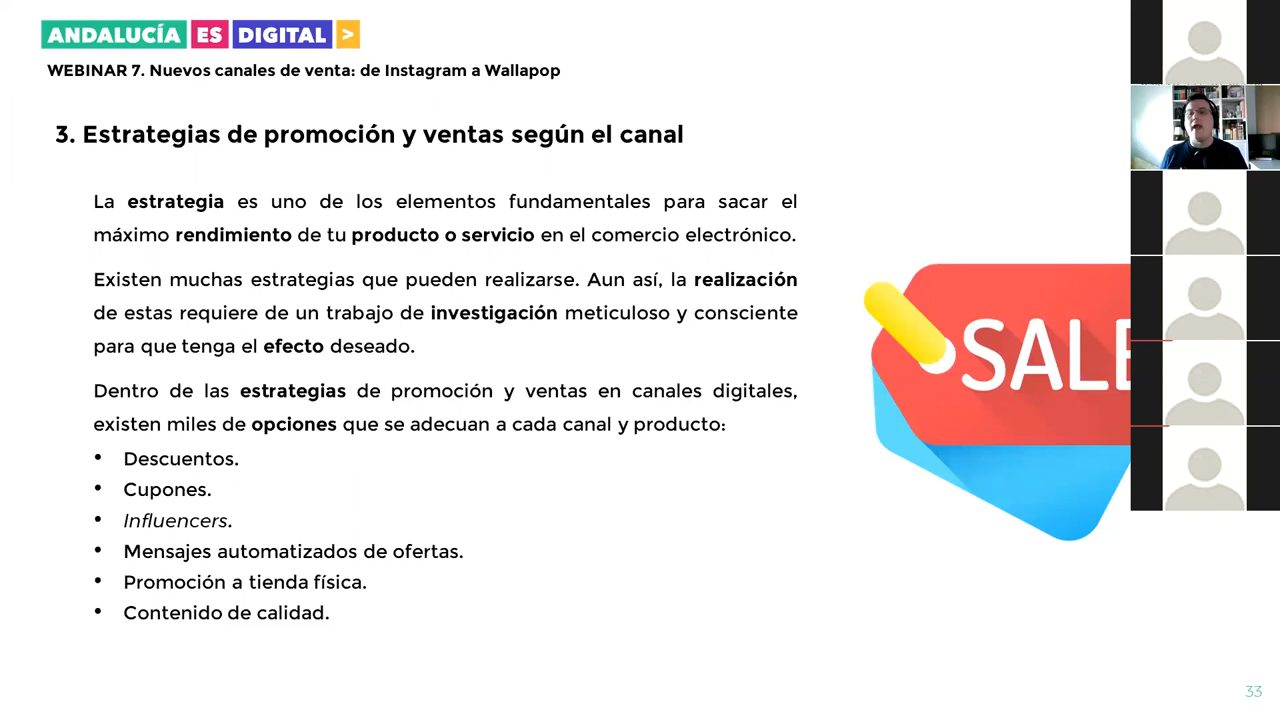 ANDALUCÍA ES DIGITAL >
WEBINAR 7. Nuevos canales de venta: de Instagram a Wallapop
3. Estrategias de promoción y ventas según el canal
La estrategia es uno de los elementos fundamentales para sacar el
máximo rendimiento de tu producto o servicio en el comercio electrónico.
Existen muchas estrategias que pueden realizarse. Aun así, la realización
de estas requiere de un trabajo de investigación meticuloso y consciente
para que tenga el efecto deseado.
Dentro de las estrategias de promoción y ventas en canales digitales,
existen miles de opciones que se adecuan a cada canal y producto:
• Descuentos.
• Cupones.
• Influencers.
• Mensajes automatizados de ofertas.
• Promoción a tienda física.
• Contenido de calidad.
SALE
33